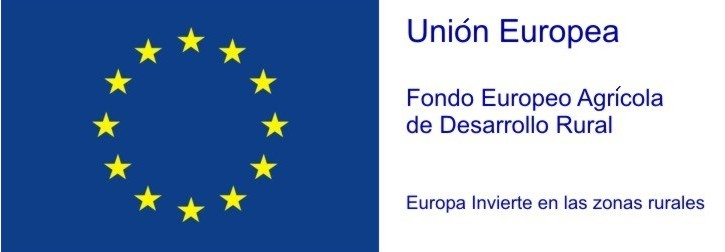 Unión Europea
Fondo Europeo Agrícola
de Desarrollo Rural
Europa Invierte en las zonas rurales